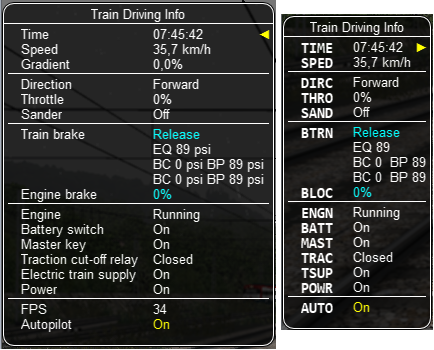 Train Driving Info
Time 07:45:42 ◄
Speed 35,7 km/h
Gradient 0,0%
Direction Forward
Throttle 0%
Sander Off
Train brake Release
EQ 89 psi
BC 0 psi BP 89 psi
BC 0 psi BP 89 psi
Engine brake 0%
Engine Running
Battery switch On
Master key On
Traction cut-off relay Closed
Electric train supply On
Power On
FPS 34
Autopilot On
Train Driving Info
TIME 07:45:42 ►
SPED 35,7 km/h
DIRC Forward
THRO 0%
SAND Off
BTRN Release
EQ 89
BC 0 BP 89
BC 0 BP 89
BLOC 0%
ENGN Running
BATT On
MAST On
TRAC Closed
TSUP On
POWR On
AUTO On